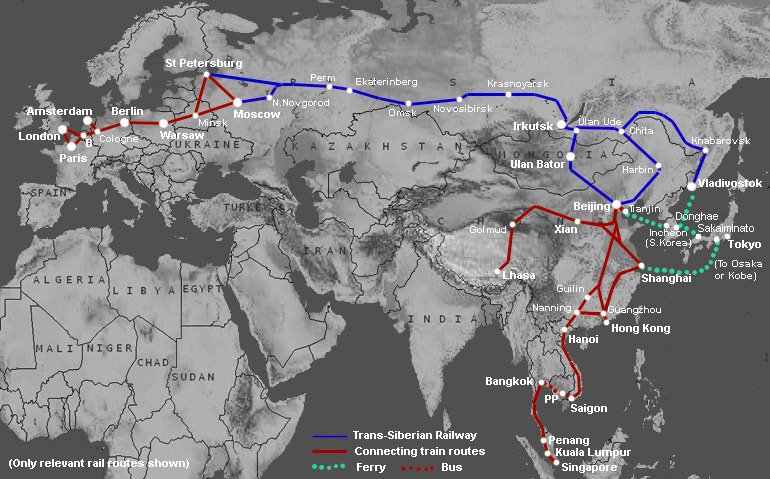 St Petersburg
R S I A
Perm
Ekaterinberg
Krasnoyarsk
Omsk
Novosibirsk
N.Novgorod
Moscow
Amsterdam
Berlin
London
Paris
B
Cologne
Warsaw
Minsk
UKRAINE
KAZAKHSTAN
Irkutsk
Ulan Ude
Chita
Khabarovsk
MONGOLIA
Ulan Bator
Harbin
Vladivostok
SPAIN
TURKE
Beijing
Tianjin
Donghae
Sakaiminato
Incheon
(S.Korea)
Tokyo
(To Osaka
or Kobe)
C H
Golmud
Xian
Lhasa
Shanghai
IRAN
ALGERIA
LIBYA
EGYPT
INDIA
Guilin
Nanning
Guangzhou
Hong Kong
Hanoi
MALI
NIGER
CHAD
SUDAN
Bangkok
PP
Saigon
Penang
Kuala Lumpur
Singapore
Trans-Siberian Railway
Connecting train routes
Ferry
Bus
(Only relevant rail routes shown)